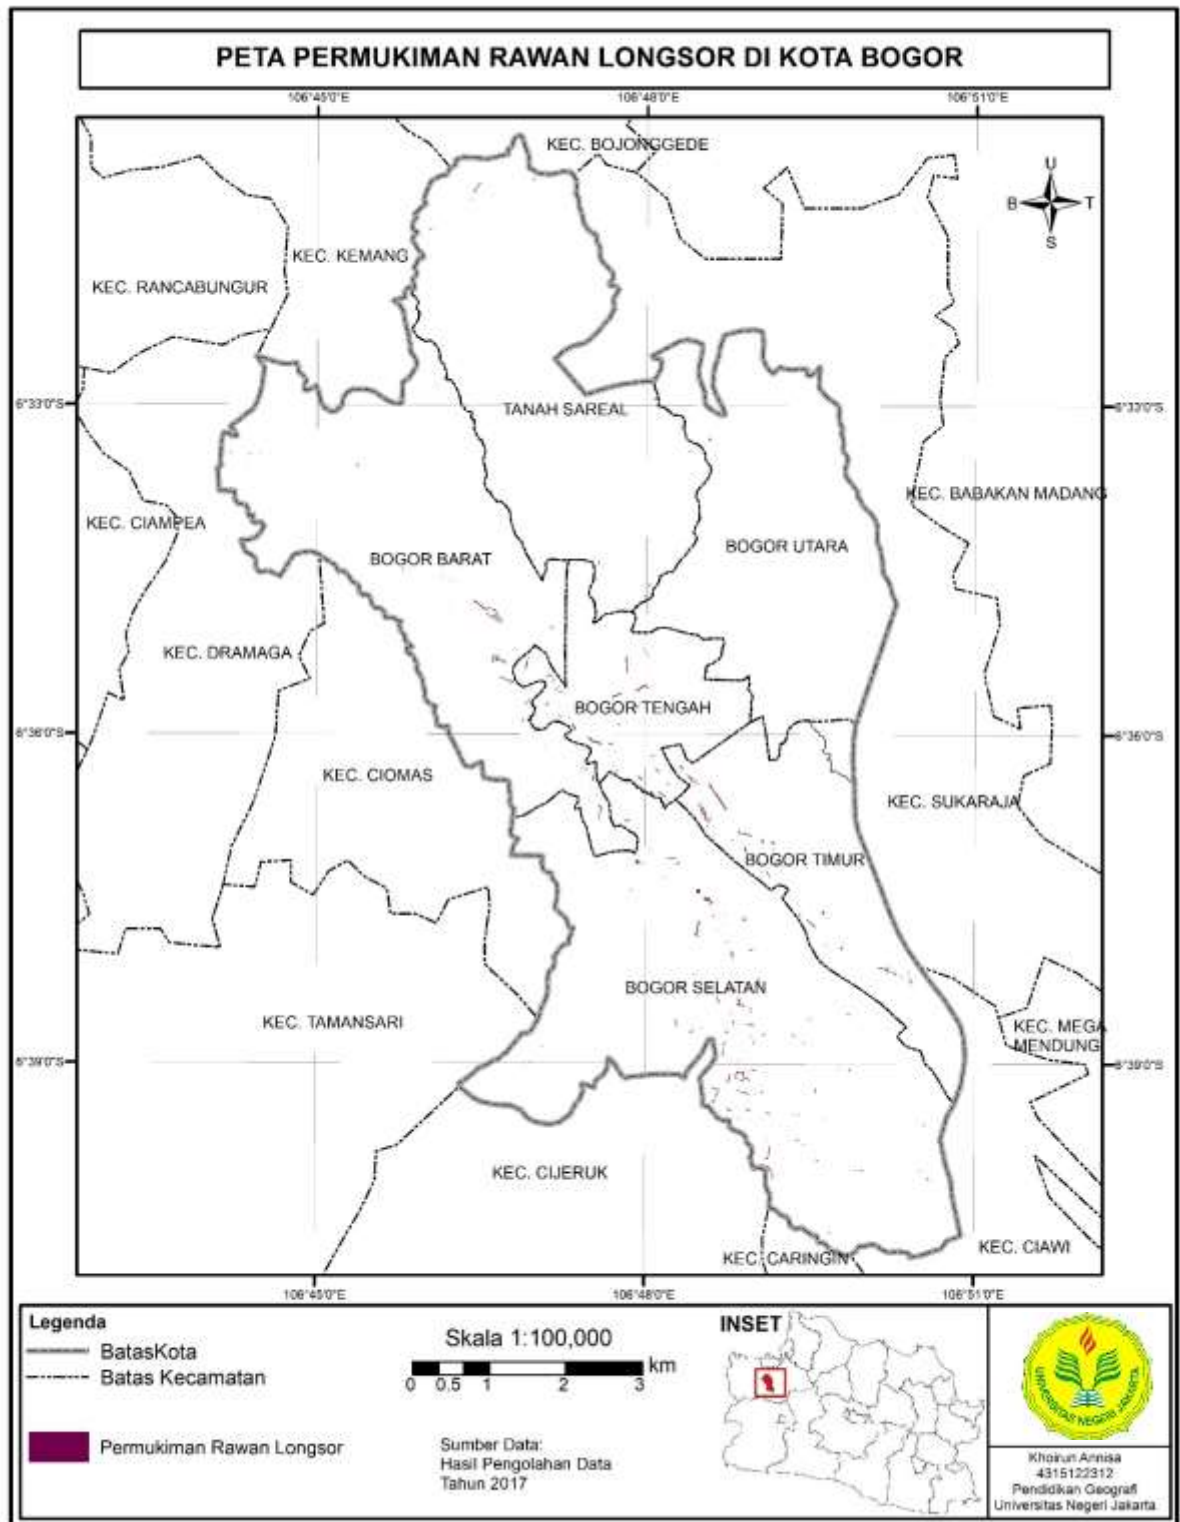 PETA PERMUKIMAN RAWAN LONGSOR DI KOTA BOGOR
106°45'0"E
106°48'0"E
106°51'0"E
KEC. BOJONGGEDE
U
B
T
S
KEC. KEMANG
KEC. RANCABUNGUR
6°33'0"S
TANAH SAREAL
6°33'0"S
KEC. BABAKAN MADANG
KEC. CIAMPEA
BOGOR UTARA
BOGOR BARAT
KEC. DRAMAGA
BOGOR TENGAH
6°36'0"S
6°36'0"S
KEC. CIOMAS
KEC. SUKARAJA
BOGOR TIMUR
BOGOR SELATAN
KEC. TAMANSARI
KEC. MEGA
MENDUNG
6°39'0"S
6°39'0"S
KEC. CIJERUK
KEC. CARINGIN
KEC. CIAWI
106°45'0"E
106°48'0"E
106°51'0"E
Legenda
BatasKota
Batas Kecamatan
Permukiman Rawan Longsor
Skala 1:100,000
km
0 0.5 1 2 3
Sumber Data:
Hasil Pengolahan Data
Tahun 2017
INSET
UNIVERSITAS NEGERI JAKARTA
Khoirun Annisa
4315122312
Pendidikan Geografi
Universitas Negeri Jakarta